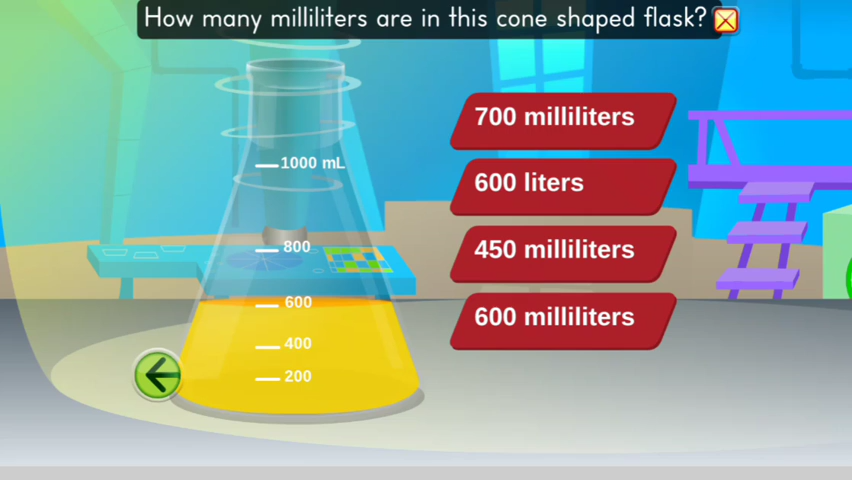 How many milliliters are in this cone shaped flask?
1000 mL
800
600
400
200
700 milliliters
600 liters
450 milliliters
600 milliliters